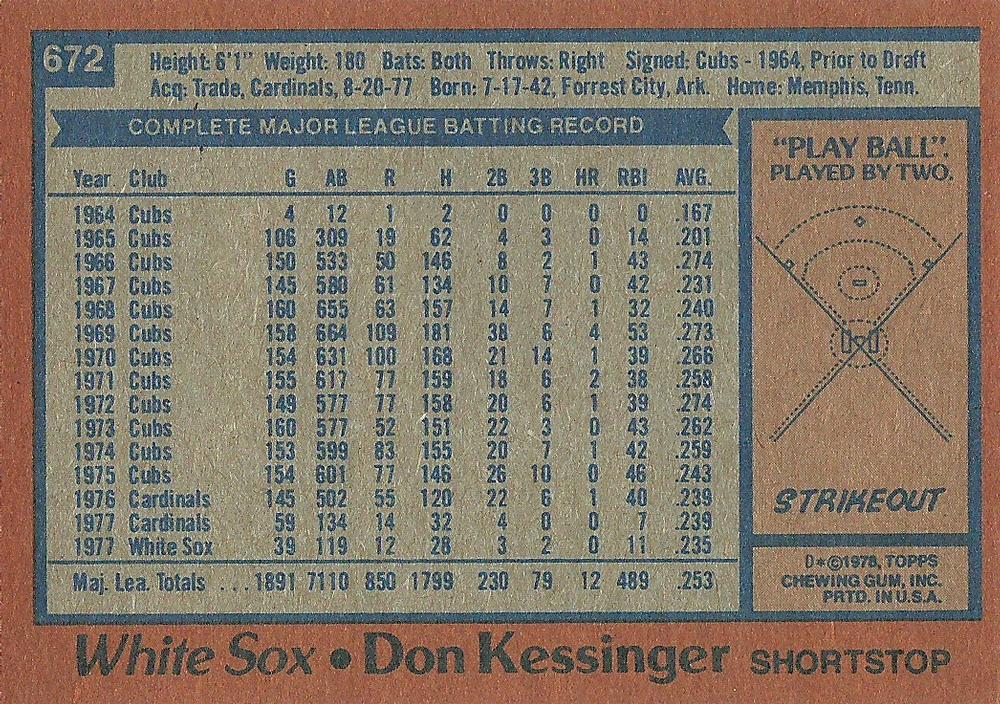 672
Height: 6'1" Weight: 180 Bats: Both Throws: Right Signed: Cubs - 1964, Prior to Draft
Acq: Trade, Cardinals, 8-20-77 Born: 7-17-42, Forrest City, Ark. Home: Memphis, Tenn.
COMPLETE MAJOR LEAGUE BATTING RECORD
Year Club G AB R H 2B 3B HR RBI AVG.
1964 Cubs 4 12 1 2 0 0 0 0 .167
1965 Cubs 106 309 19 62 4 3 0 14 .201
1966 Cubs 150 533 50 146 8 2 1 43 .274
1967 Cubs 145 580 61 134 10 7 0 42 .231
1968 Cubs 160 655 63 157 14 7 1 32 .240
1969 Cubs 158 664 109 181 38 6 4 53 .273
1970 Cubs 154 631 100 168 21 14 1 39 .266
1971 Cubs 155 617 77 159 18 6 2 38 .258
1972 Cubs 149 577 77 158 20 6 1 39 .274
1973 Cubs 160 577 52 151 22 3 0 43 .262
1974 Cubs 153 599 83 155 20 7 1 42 .259
1975 Cubs 154 601 77 146 26 10 0 46 .243
1976 Cardinals 145 502 55 120 22 6 1 40 .239
1977 Cardinals 59 134 14 32 4 0 0 7 .239
1977 White Sox 39 119 12 28 3 2 0 11 .235
Maj. Lea. Totals ... 1891 7110 850 1799 230 79 12 489 .253
"PLAY BALL".
PLAYED BY TWO.
STRIKEOUT
D*©1978, TOPPS
CHEWING GUM, INC.
PRTD. IN U.S.A.
White Sox • Don Kessinger SHORTSTOP